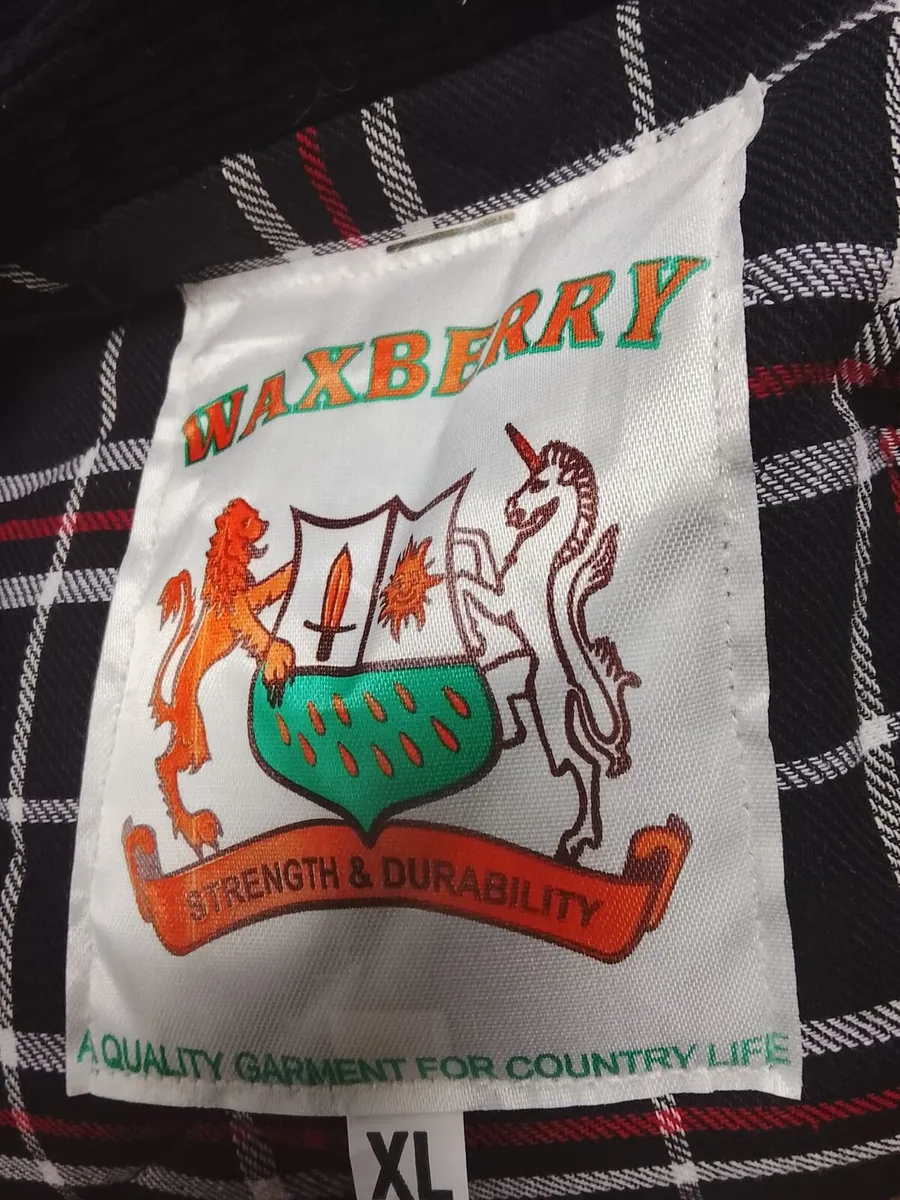 WAXBERRY
STRENGTH & DURABILITY
A QUALITY GARMENT FOR COUNTRY LIFE
XL